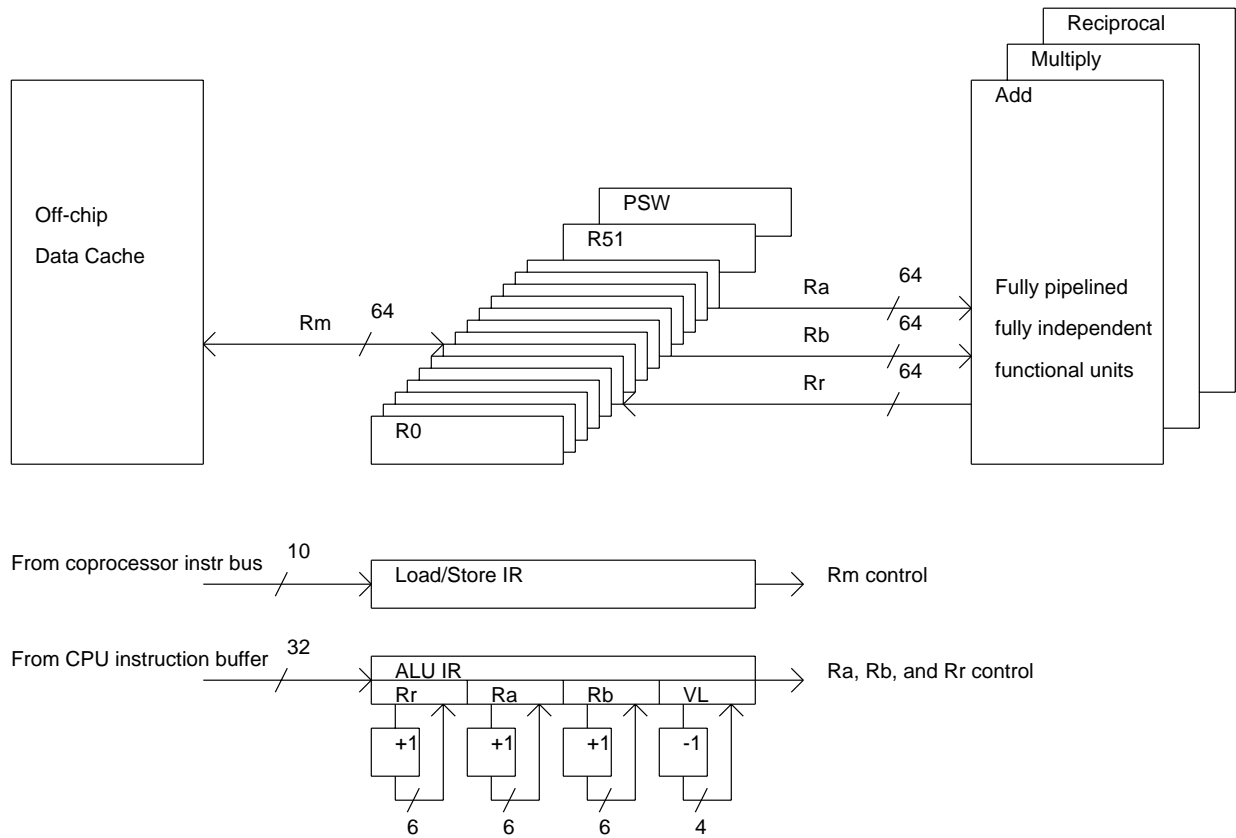 Reciprocal
Multiply
Add
Off-chip
Data Cache
PSW
R51
Rm
64
Ra
64
Rb
64
Rr
64
R0
Fully pipelined
fully independent
functional units
From coprocessor instr bus
10
Load/Store IR
Rm control
From CPU instruction buffer
32
ALU IR
Ra, Rb, and Rr control
Rr
Ra
Rb
VL
+1
+1
+1
-1
6
6
6
4